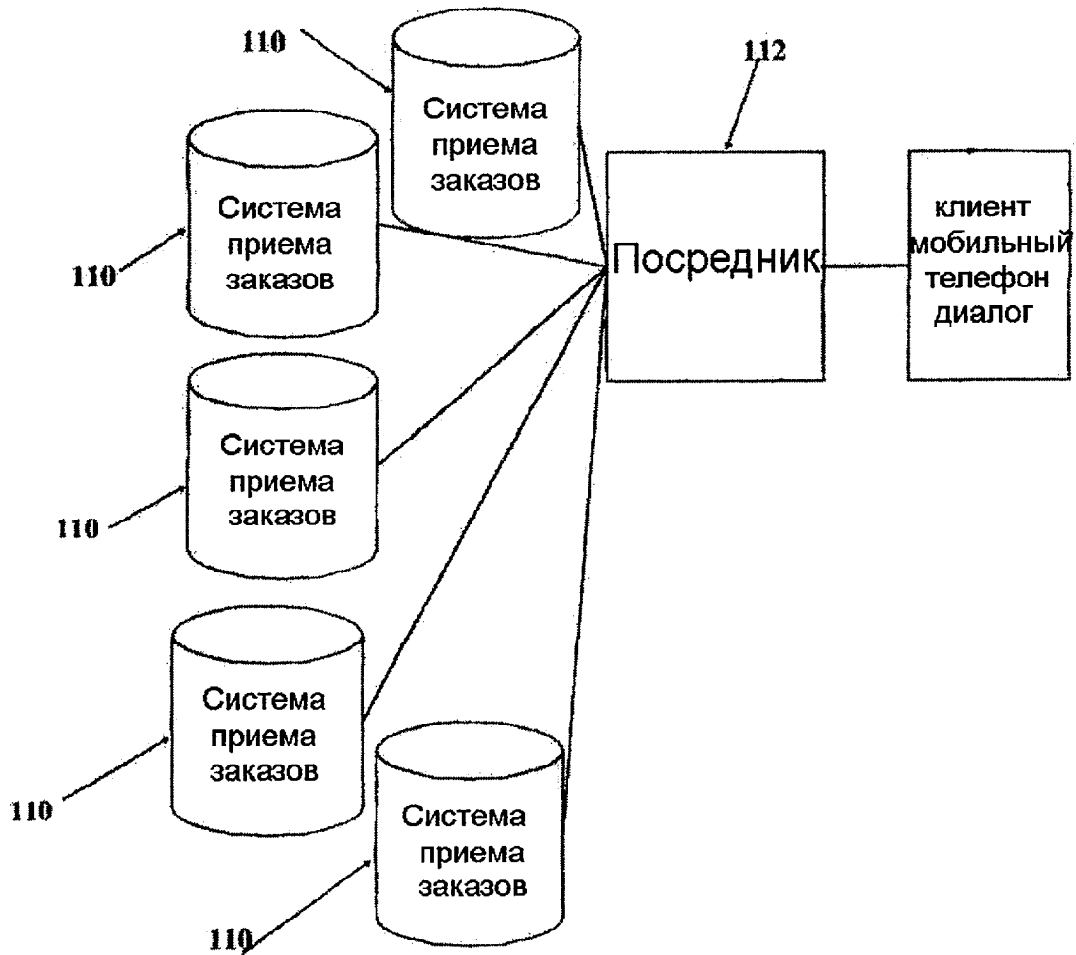 110
Система
приема
заказов
112
110
Система
приема
заказов
Посредник
клиент
мобильный
телефон
диалог
110
Система
приема
заказов
110
Система
приема
заказов
110
Система
приема
заказов